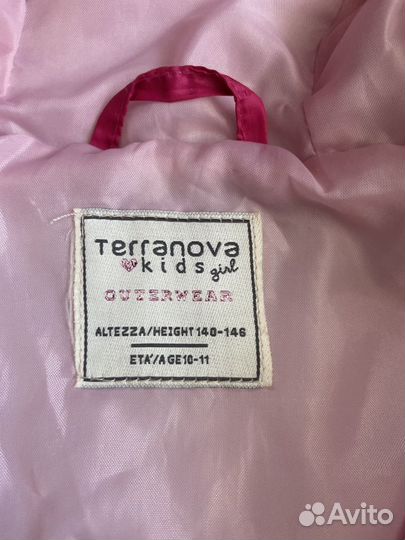 Terranova
kids girl
OUTERWEAR
ALTEZZA/HEIGHT 140-146
ETA'/AGE 10-11
Avito